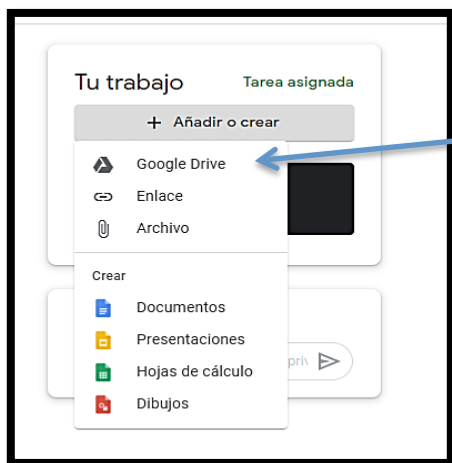 Tu trabajo
Tarea asignada
+ Añadir o crear
Google Drive
Enlace
Archivo
Crear
Documentos
Presentaciones
Hojas de cálculo
Dibujos